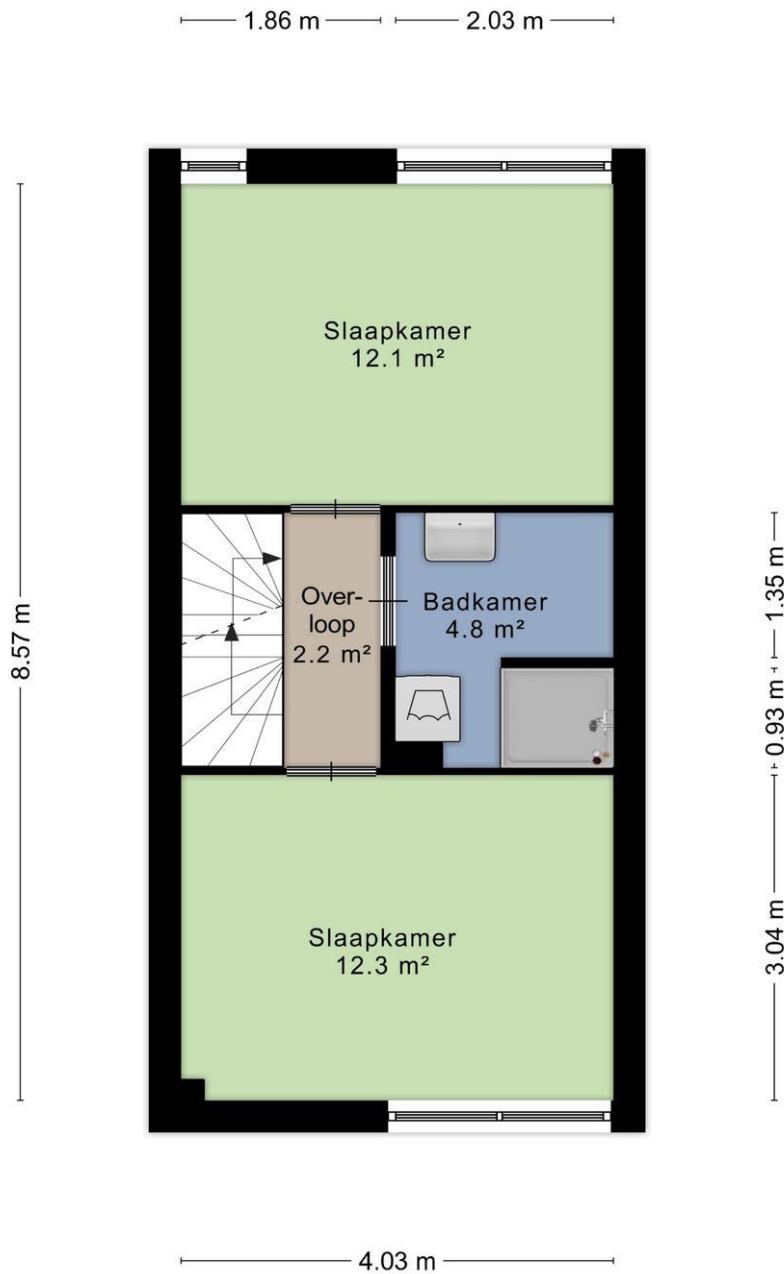 1.86 m
2.03 m
8.57 m
Slaapkamer
12.1 m²
Over-
loop
2.2 m²
Badkamer
4.8 m²
1.35 m
0.93 m
3.04 m
Slaapkamer
12.3 m²
4.03 m